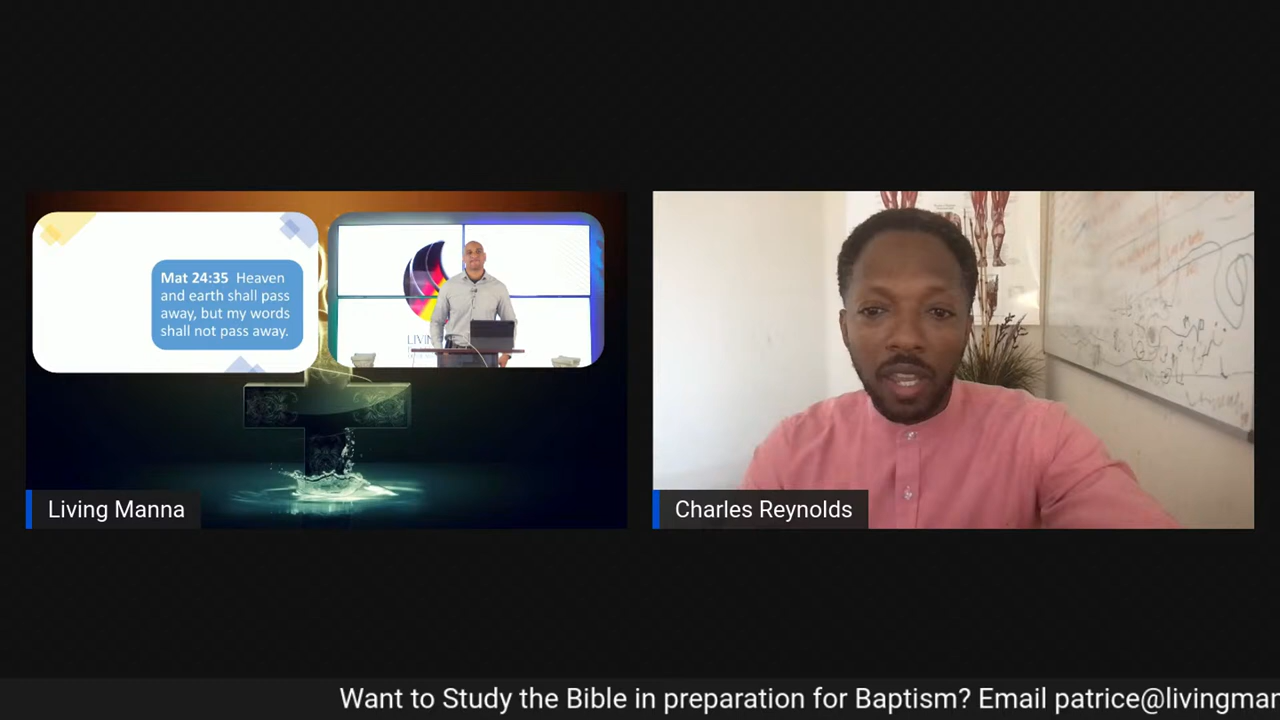 Mat 24:35 Heaven
and earth shall pass
away, but my words
shall not pass away.
Living Manna
Charles Reynolds
Want to Study the Bible in preparation for Baptism? Email patrice@livingman